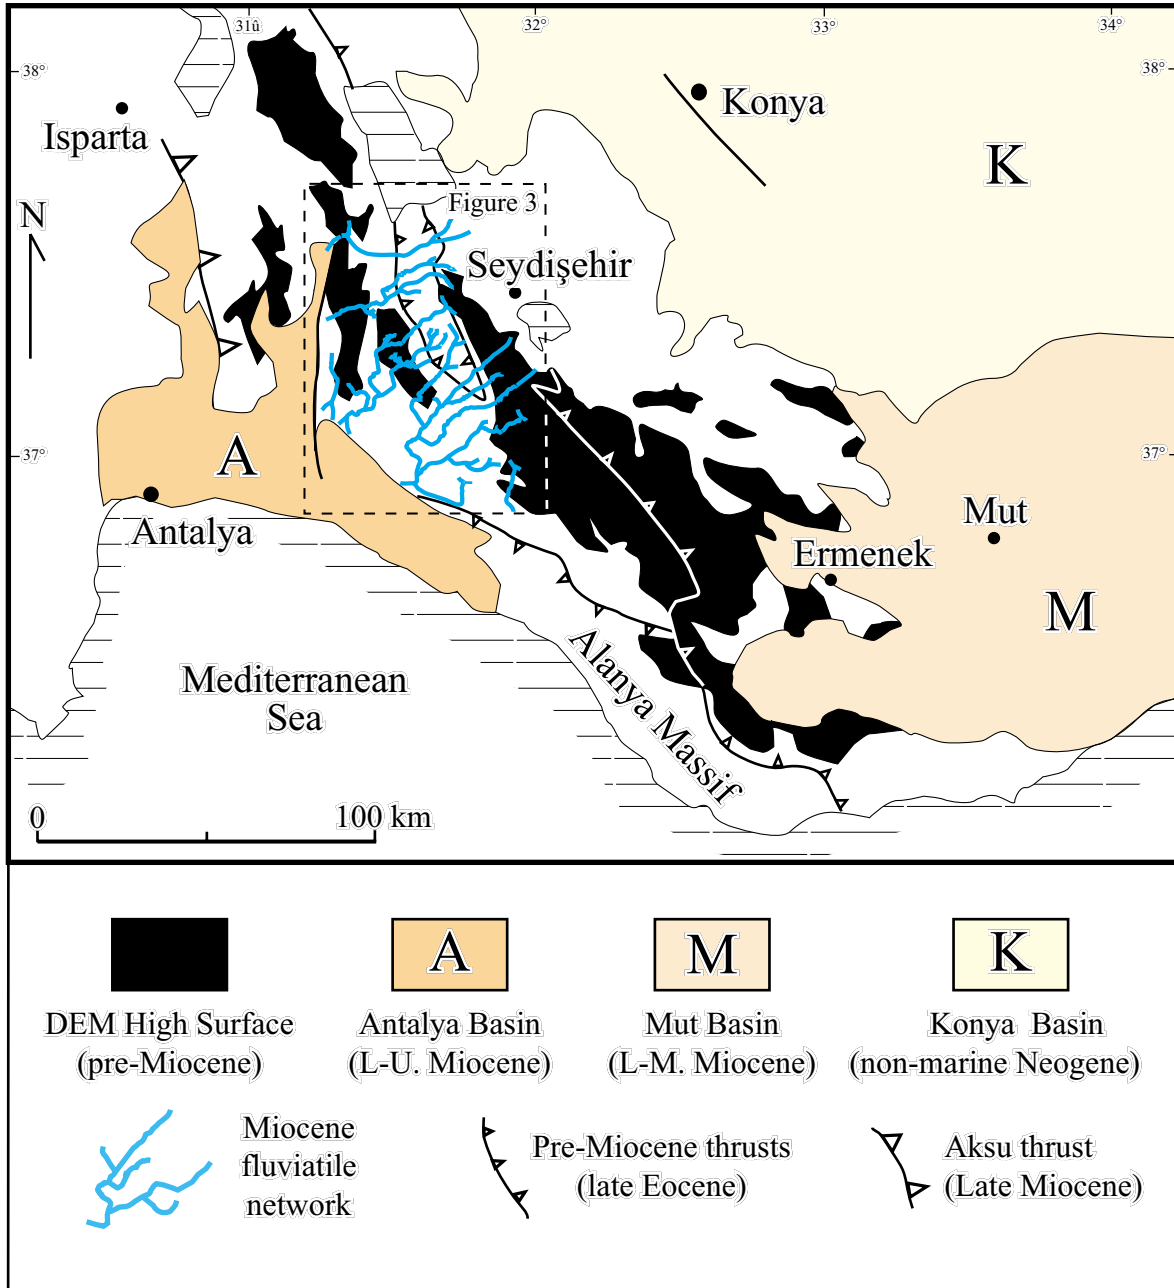 31û
32°
33°
34°
38°
38°
Konya
Isparta
K
N
Figure 3
Seydişehir
A
37°
37°
Antalya
Mut
Ermenek
M
Alanya Massif
Mediterranean
Sea
0
100 km
A
M
K
DEM High Surface
(pre-Miocene)
Antalya Basin
(L-U. Miocene)
Mut Basin
(L-M. Miocene)
Konya Basin
(non-marine Neogene)
Miocene
fluviatile
network
Pre-Miocene thrusts
(late Eocene)
Aksu thrust
(Late Miocene)